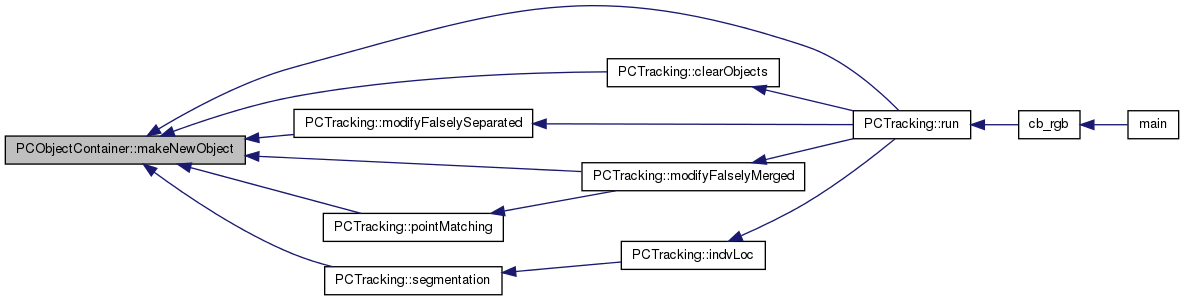 PCTracking::clearObjects
PCTracking::modifyFalselySeparated
PCTracking::run
cb_rgb
main
PCObjectContainer::makeNewObject
PCTracking::modifyFalselyMerged
PCTracking::pointMatching
PCTracking::indvLoc
PCTracking::segmentation